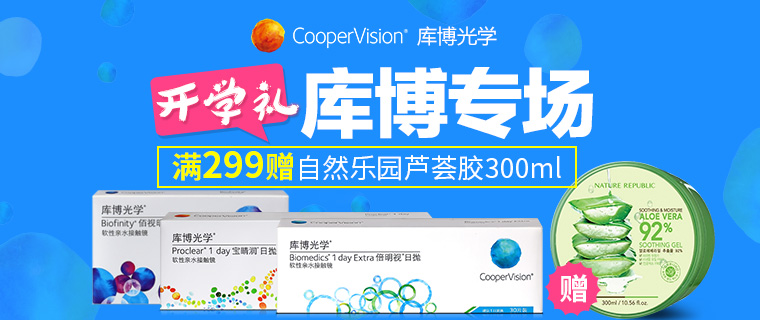 CooperVision® 库博光学
开学礼
库博专场
满299赠自然乐园芦荟胶300ml
库博光学®
Biofinity® 佰视明
软性亲水接触镜
库博光学®
Proclear® 1 day 宝晴润®日抛
软性亲水接触镜
库博光学®
Biomedics® 1 day Extra 倍明视®日抛
软性亲水接触镜
CooperVision®
30片装
NATURE REPUBLIC
SOOTHING & MOISTURE
ALOE VERA
92%
SOOTHING GEL
300ml / 10.56 fl.oz.
赠